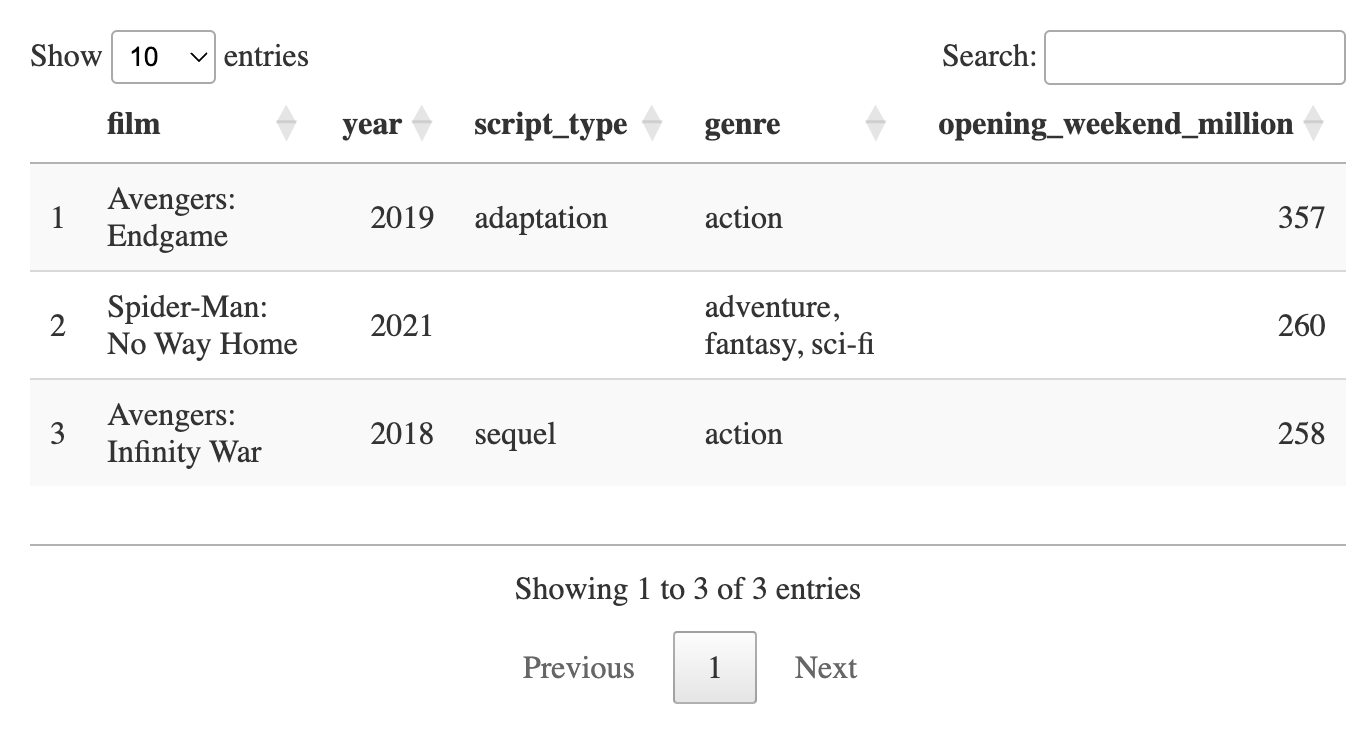 Show 10 entries Search:
film year script_type genre opening_weekend_million
1 Avengers: Endgame 2019 adaptation action 357
2 Spider-Man: No Way Home 2021 adventure, fantasy, sci-fi 260
3 Avengers: Infinity War 2018 sequel action 258
Showing 1 to 3 of 3 entries
Previous 1 Next